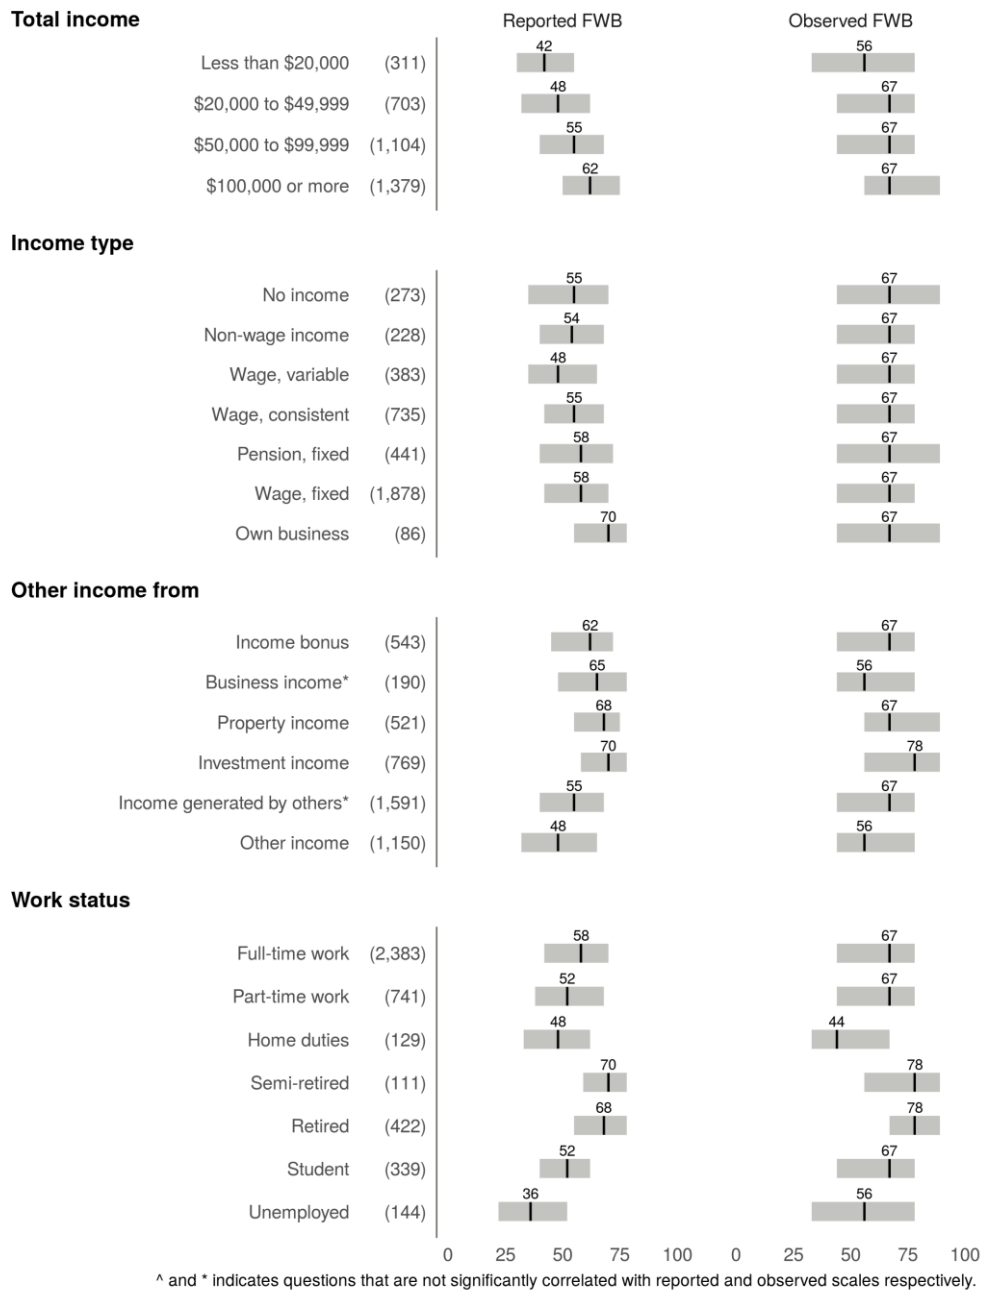 Total income Reported FWB Observed FWB
42 56
Less than $20,000 (311)
48 67
$20,000 to $49,999 (703)
55 67
$50,000 to $99,999 (1,104)
62 67
$100,000 or more (1,379)
Income type
55 67
No income (273)
54 67
Non-wage income (228)
48 67
Wage, variable (383)
55 67
Wage, consistent (735)
58 67
Pension, fixed (441)
58 67
Wage, fixed (1,878)
70 67
Own business (86)
Other income from
62 67
Income bonus (543)
65 56
Business income* (190)
68 67
Property income (521)
70 78
Investment income (769)
55 67
Income generated by others* (1,591)
48 56
Other income (1,150)
Work status
58 67
Full-time work (2,383)
52 67
Part-time work (741)
48 44
Home duties (129)
70 78
Semi-retired (111)
68 78
Retired (422)
52 67
Student (339)
36 56
Unemployed (144)
0 25 50 75 100 0 25 50 75 100
^ and * indicates questions that are not significantly correlated with reported and observed scales respectively.